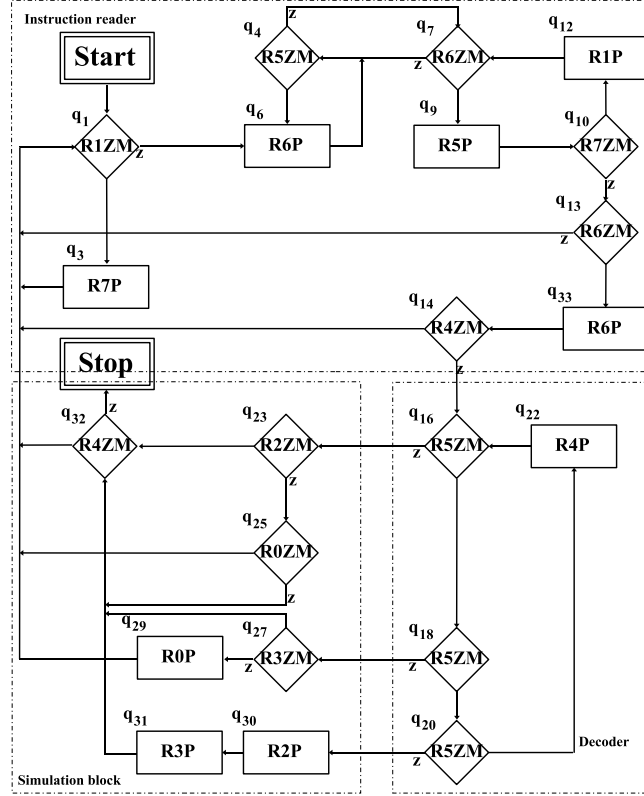 Instruction reader
Start
q1
R1ZM
z
q3
R7P
q4
z
R5ZM
q6
R6P
q7
R6ZM
z
q9
R5P
q12
R1P
q10
R7ZM
z
q13
R6ZM
z
q33
R6P
q14
R4ZM
z
Stop
z
q32
R4ZM
q23
R2ZM
z
q25
R0ZM
z
q16
R5ZM
z
q22
R4P
q29
R0P
q27
R3ZM
z
q18
R5ZM
z
q31
R3P
q30
R2P
q20
R5ZM
z
Decoder
Simulation block